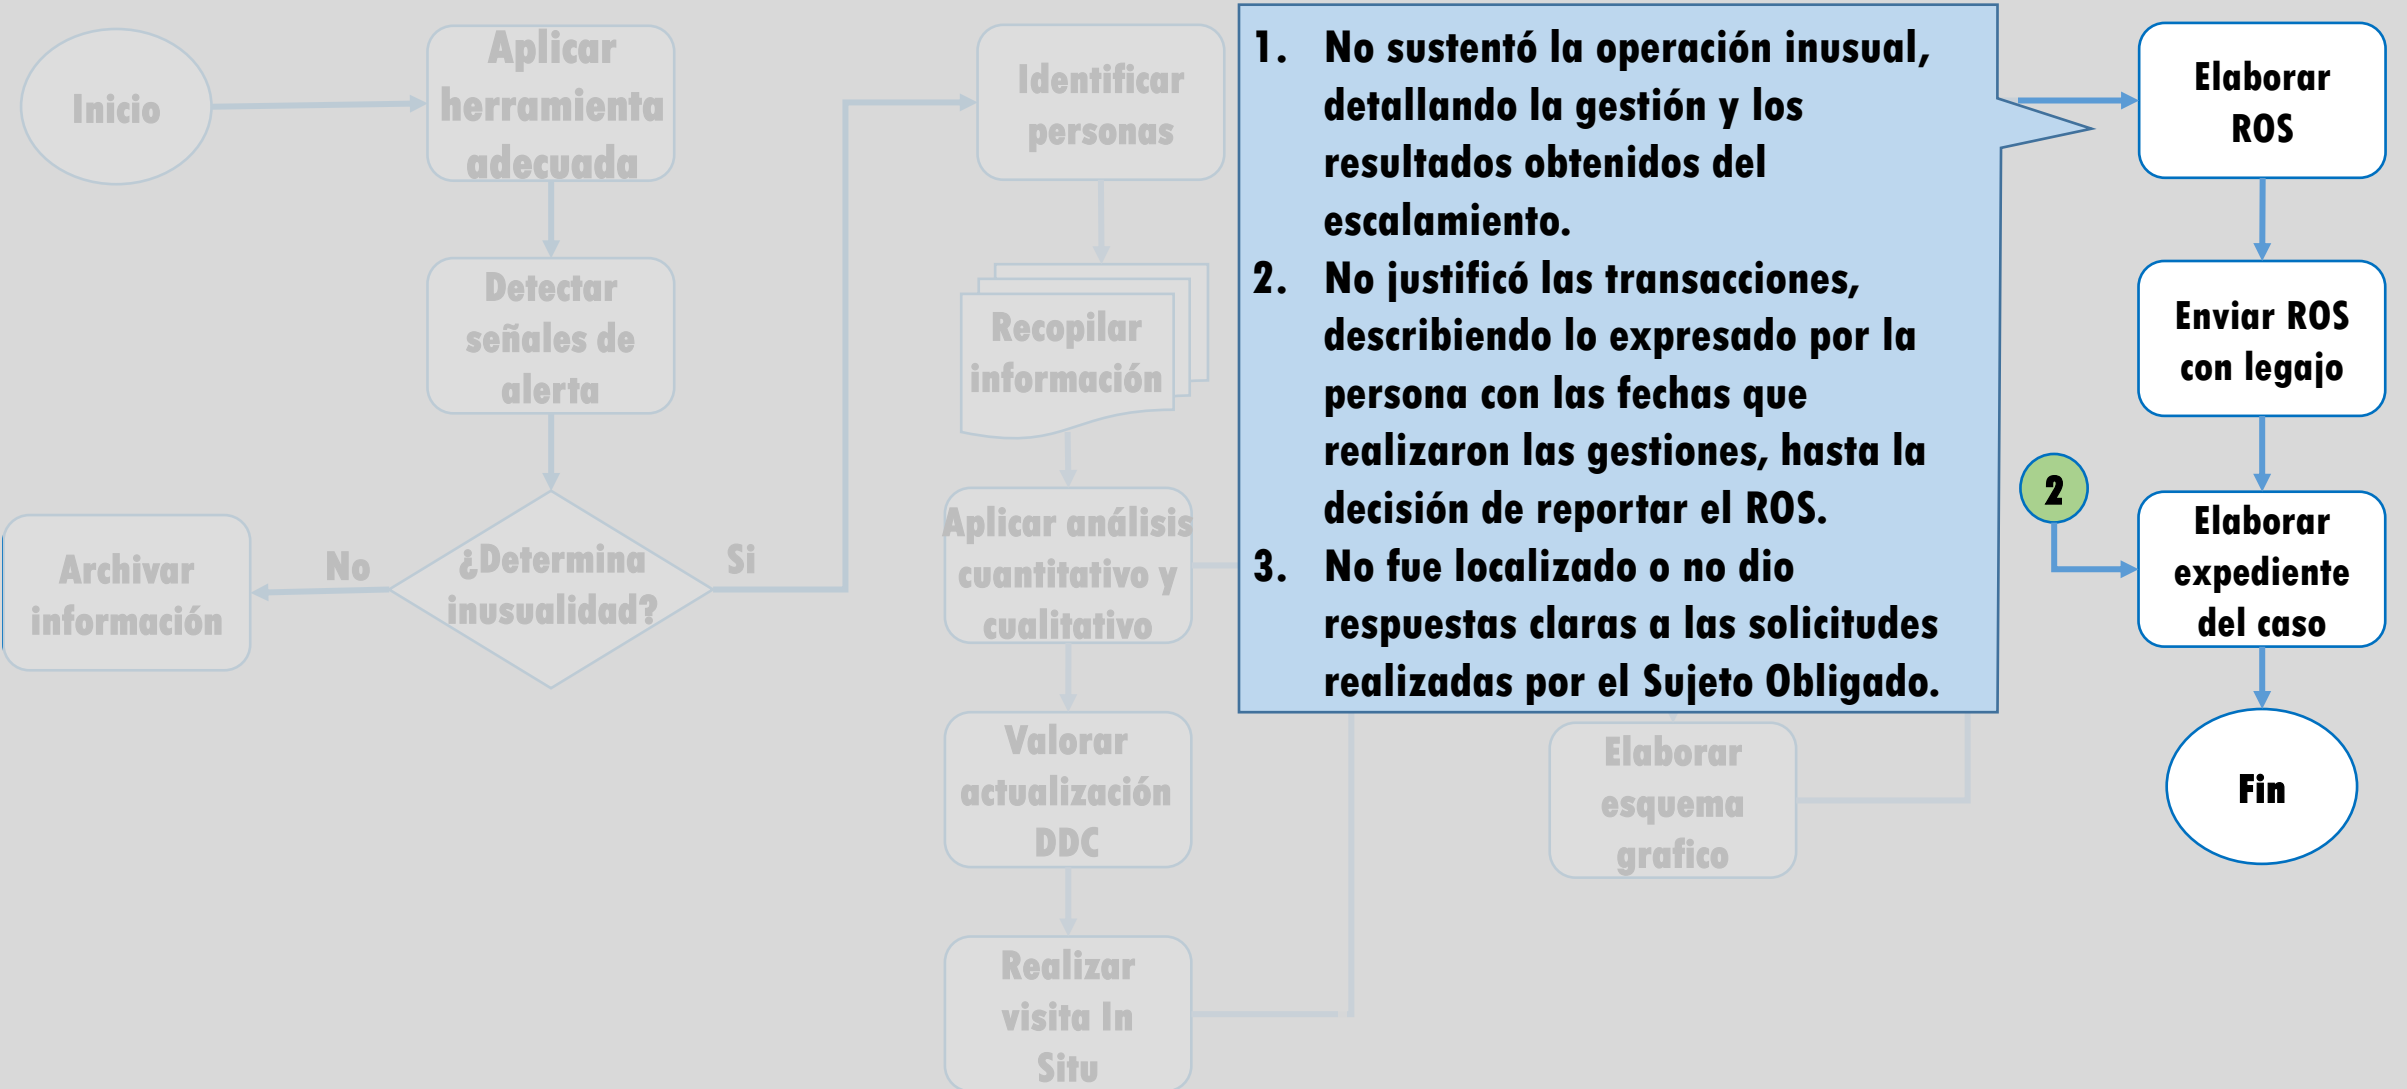 Inicio
Aplicar
herramienta
adecuada
Detectar
señales de
alerta
¿Determina
inusualidad?
No
Si
Archivar
información
Identificar
personas
Recopilar
información
Aplicar análisis
cuantitativo y
cualitativo
Valorar
actualización
DDC
Realizar
visita In
Situ
1. No sustentó la operación inusual,
detallando la gestión y los
resultados obtenidos del
escalamiento.
2. No justificó las transacciones,
describiendo lo expresado por la
persona con las fechas que
realizaron las gestiones, hasta la
decisión de reportar el ROS.
3. No fue localizado o no dio
respuestas claras a las solicitudes
realizadas por el Sujeto Obligado.
Elaborar
esquema
grafico
Elaborar
ROS
Enviar ROS
con legajo
2
Elaborar
expediente
del caso
Fin